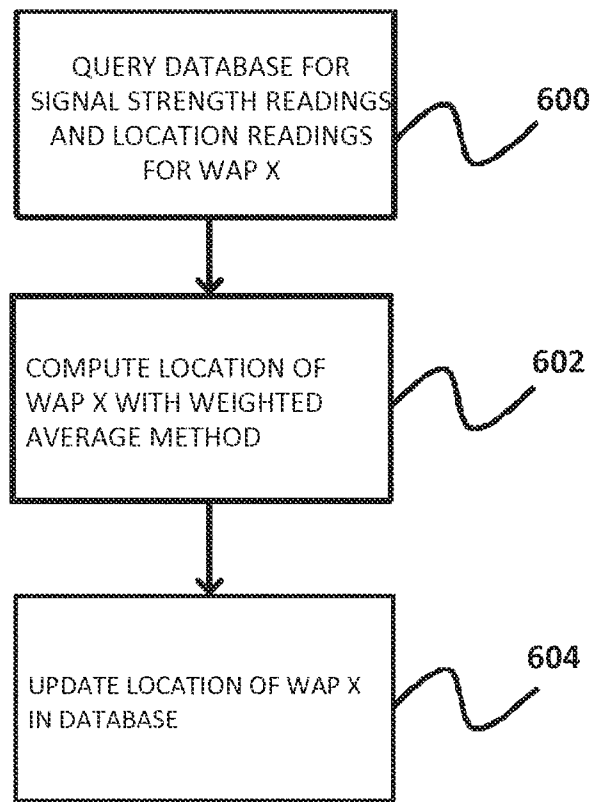 QUERY DATABASE FOR
SIGNAL STRENGTH READINGS
AND LOCATION READINGS
FOR WAP X
600
COMPUTE LOCATION OF
WAP X WITH WEIGHTED
AVERAGE METHOD
602
UPDATE LOCATION OF WAP X
IN DATABASE
604